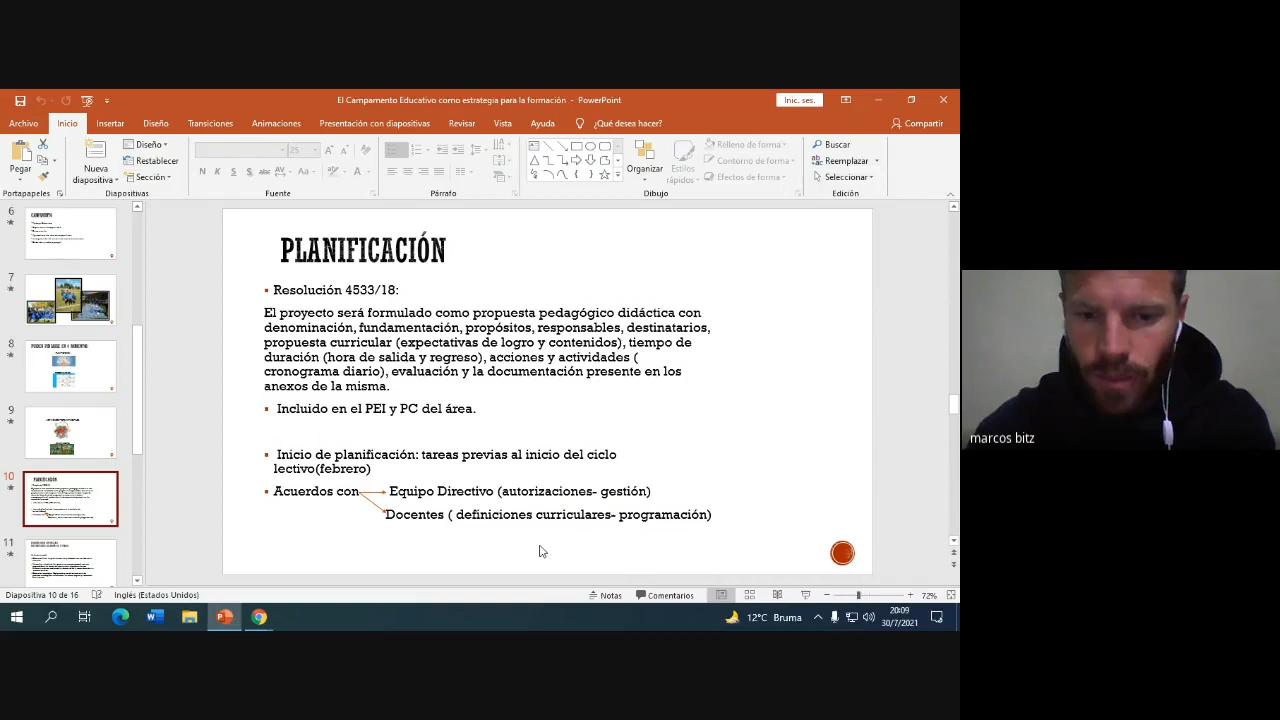 El Campamento Educativo como estrategia para la formación - PowerPoint
Inic. ses.
Archivo Inicio Insertar Diseño Transiciones Animaciones Presentación con diapositivas Revisar Vista Ayuda ¿Qué desea hacer? Compartir
Pegar
Nueva diapositiva
Diseño
Restablecer
Sección
25
Organizar
Estilos rápidos
Relleno de forma
Contorno de forma
Efectos de forma
Buscar
Reemplazar
Seleccionar
Portapapeles Diapositivas Fuente Párrafo Dibujo Edición
6
7
8
9
10
11
PLANIFICACIÓN
Resolución 4533/18:
El proyecto será formulado como propuesta pedagógico didáctica con
denominación, fundamentación, propósitos, responsables, destinatarios,
propuesta curricular (expectativas de logro y contenidos), tiempo de
duración (hora de salida y regreso), acciones y actividades (
cronograma diario), evaluación y la documentación presente en los
anexos de la misma.
Incluido en el PEI y PC del área.
Inicio de planificación: tareas previas al inicio del ciclo
lectivo(febrero)
Acuerdos con Equipo Directivo (autorizaciones- gestión)
Docentes ( definiciones curriculares- programación)
marcos bitz
Diapositiva 10 de 16 Inglés (Estados Unidos) Notas Comentarios 72%
12°C Bruma
20:09
30/7/2021